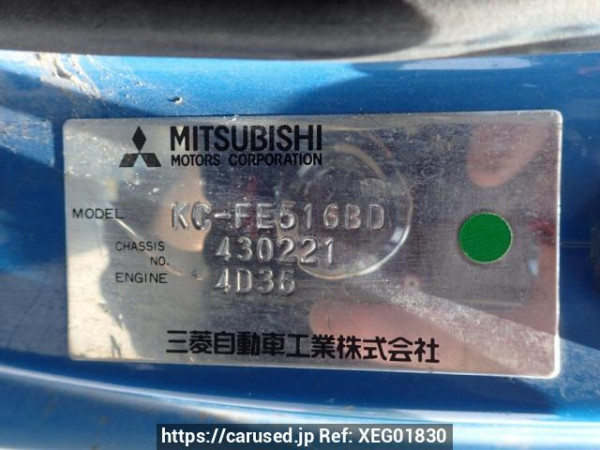 MITSUBISHI
MOTORS CORPORATION
MODEL KC-FE516BD
CHASSIS NO. 430221
ENGINE 4D36
三菱自動車工業株式会社
https://carused.jp Ref: XEG01830